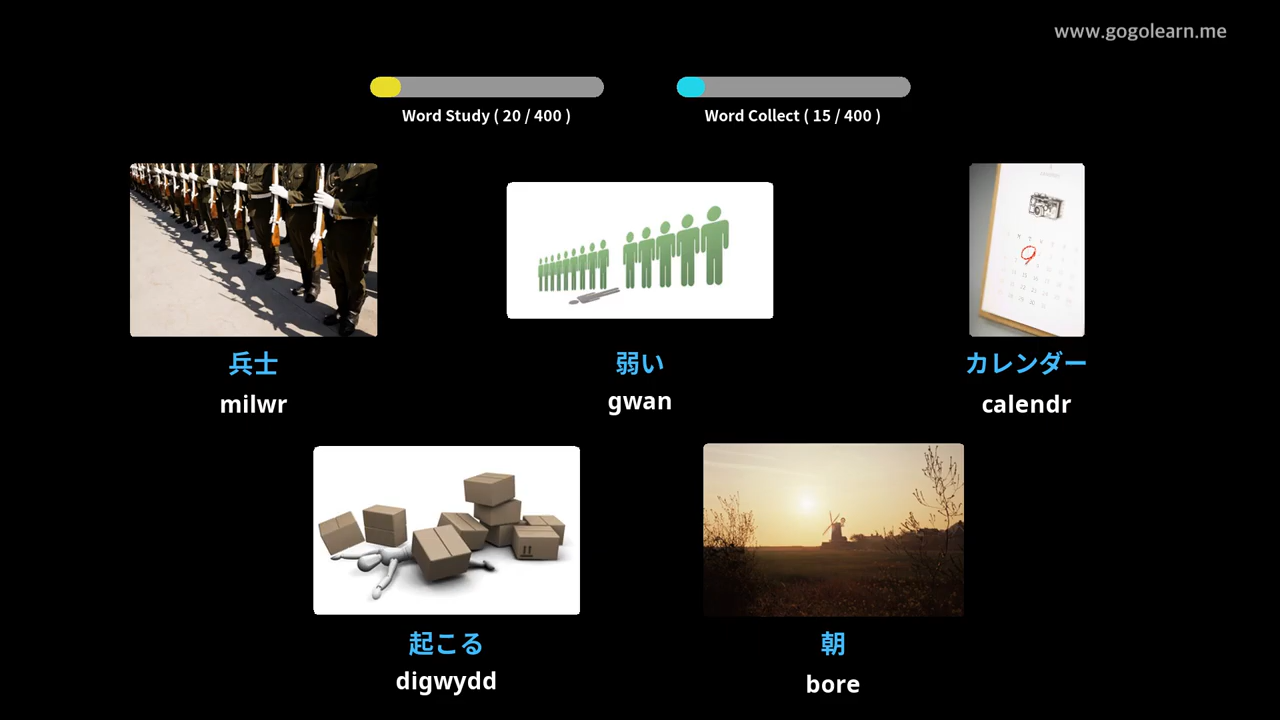 www.gogolearn.me
Word Study ( 20 / 400 )
Word Collect ( 15 / 400 )
兵士
milwr
弱い
gwan
カレンダー
calendr
起こる
digwydd
朝
bore